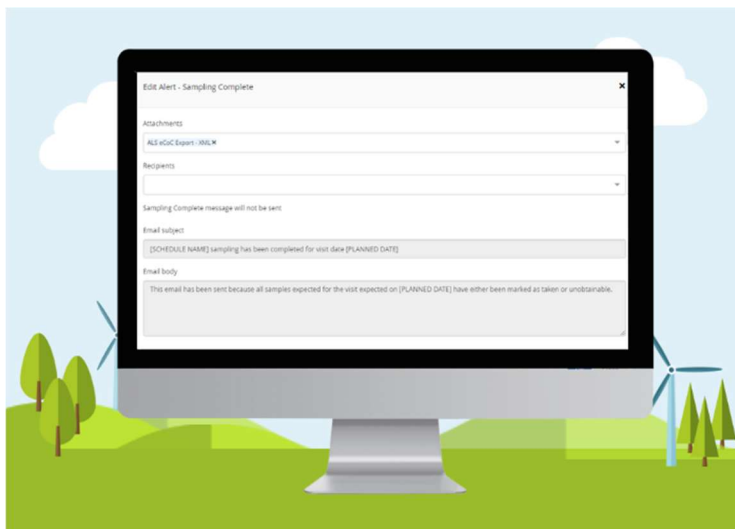 Edit Alert - Sampling Complete
Attachments
ALS eCoC Export - XML
Recipients
Sampling Complete message will not be sent
Email subject
[SCHEDULE NAME] sampling has been completed for visit date [PLANNED DATE]
Email body
This email has been sent because all samples expected for the visit expected on [PLANNED DATE] have either been marked as taken or unobtainable.